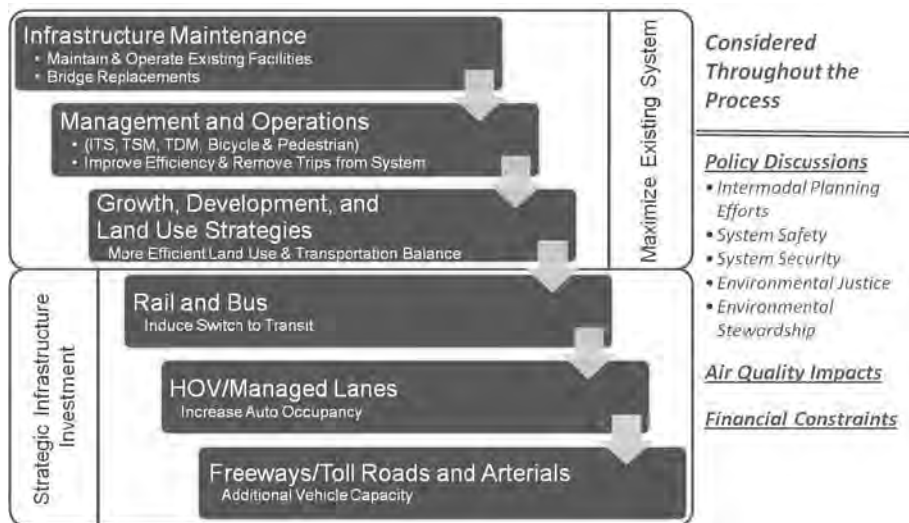 Infrastructure Maintenance
• Maintain & Operate Existing Facilities
• Bridge Replacements
Management and Operations
• (ITS, TSM, TDM, Bicycle & Pedestrian)
• Improve Efficiency & Remove Trips from System
Growth, Development, and
Land Use Strategies
More Efficient Land Use & Transportation Balance
Maximize Existing System
Rail and Bus
Induce Switch to Transit
HOV/Managed Lanes
Increase Auto Occupancy
Freeways/Toll Roads and Arterials
Additional Vehicle Capacity
Strategic Infrastructure
Investment
Considered
Throughout the
Process
Policy Discussions
• Intermodal Planning
Efforts
• System Safety
• System Security
• Environmental Justice
• Environmental
Stewardship
Air Quality Impacts
Financial Constraints